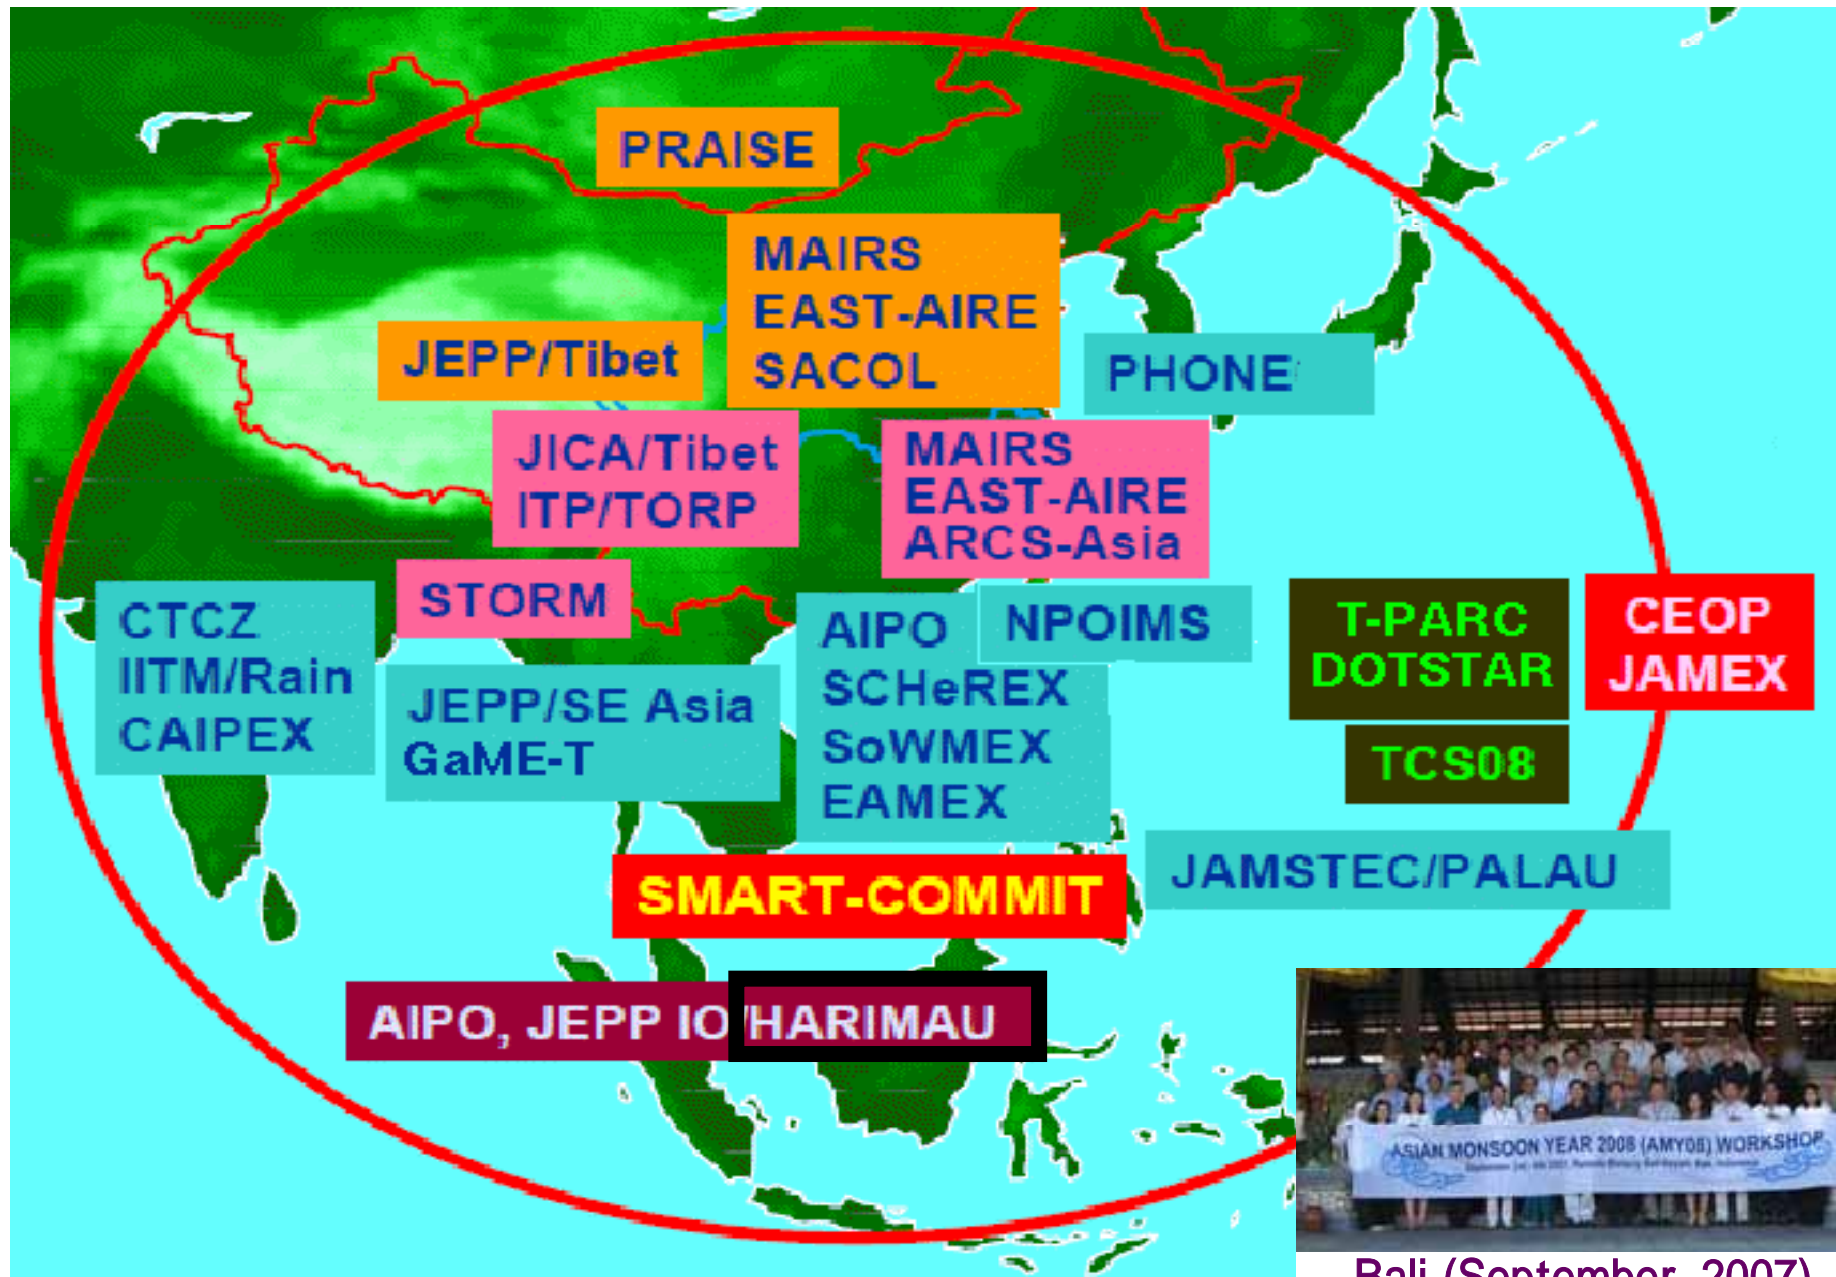 PRAISE
MAIRS
EAST-AIRE
SACOL
JEPP/Tibet
PHONE
JICA/Tibet
ITP/TORP
MAIRS
EAST-AIRE
ARCS-Asia
STORM
CTCZ
IITM/Rain
CAIPEX
JEPP/SE Asia
GaME-T
AIPO
SCHeREX
SoWMEX
EAMEX
NPOIMS
T-PARC
DOTSTAR
TCS08
CEOP
JAMEX
JAMSTEC/PALAU
SMART-COMMIT
AIPO, JEPP IO/HARIMAU
ASIAN MONSOON YEAR 2008 (AMY08) WORKSHOP
Bali (September, 2007)